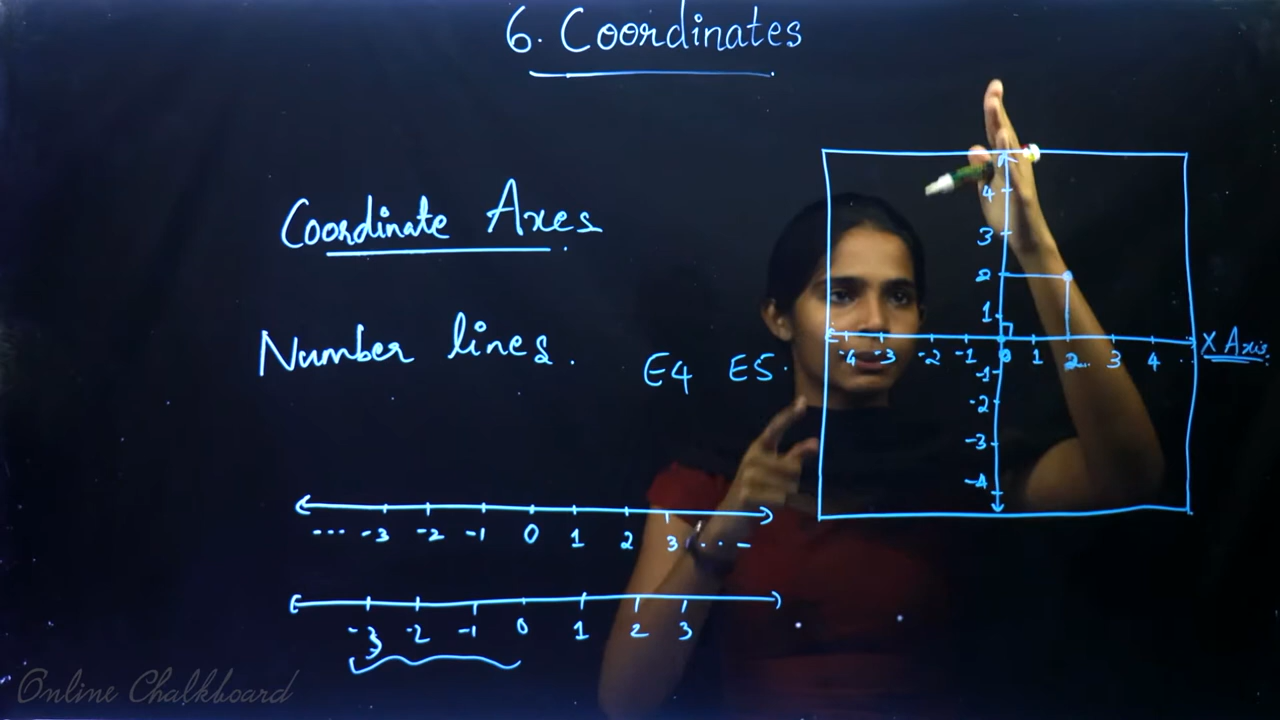 6. Coordinates
Coordinate Axes
Number lines.
E4 E5.
4
3
2
1
-4 -3 -2 -1 0 1 2... 3 4 ..
X Axis
-1
-2
-3
-4
... -3 -2 -1 0 1 2 3 ...
-3 -2 -1 0 1 2 3
Online Chalkboard